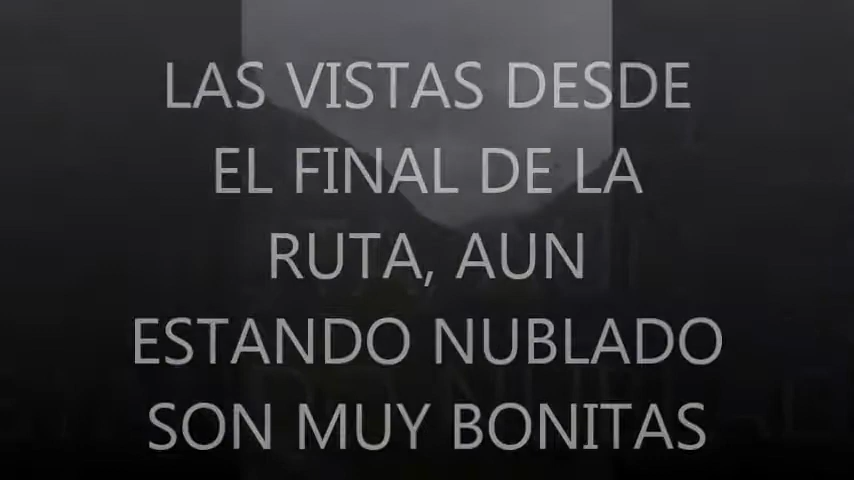 LAS VISTAS DESDE
EL FINAL DE LA
RUTA, AUN
ESTANDO NUBLADO
SON MUY BONITAS